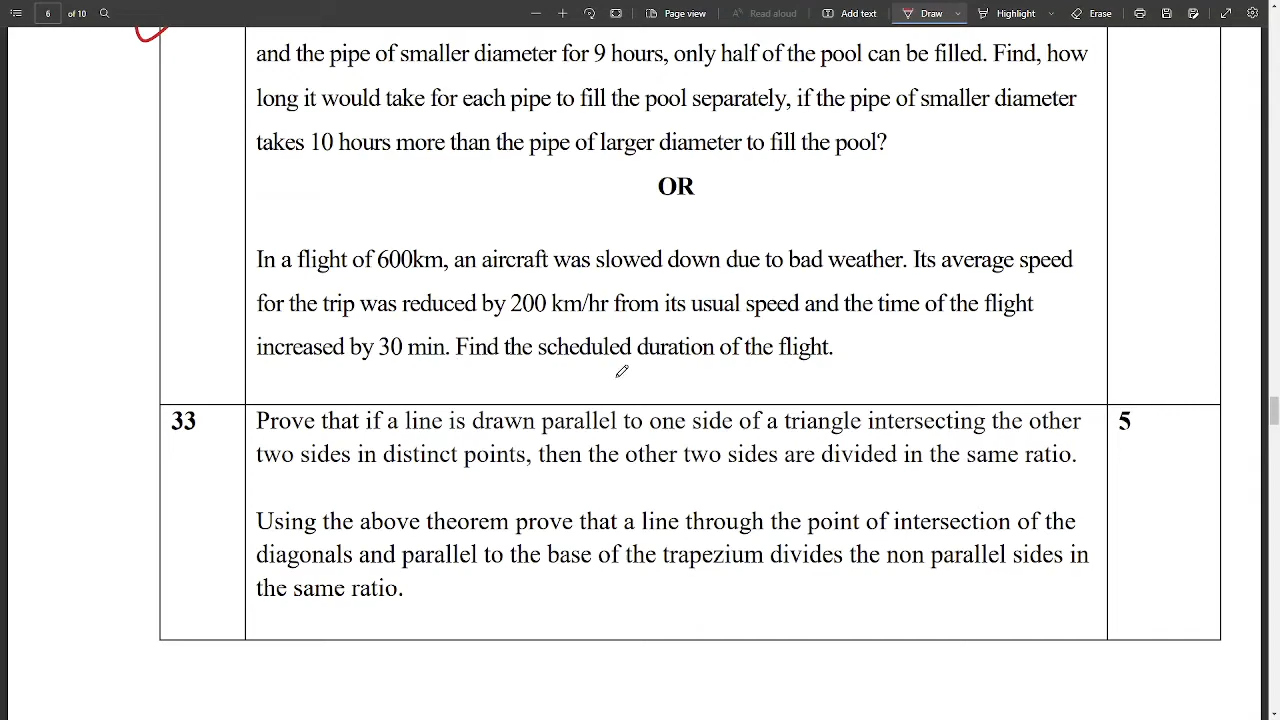 6 of 10 Page view Read aloud Add text Draw Highlight Erase
and the pipe of smaller diameter for 9 hours, only half of the pool can be filled. Find, how
long it would take for each pipe to fill the pool separately, if the pipe of smaller diameter
takes 10 hours more than the pipe of larger diameter to fill the pool?
OR
In a flight of 600km, an aircraft was slowed down due to bad weather. Its average speed
for the trip was reduced by 200 km/hr from its usual speed and the time of the flight
increased by 30 min. Find the scheduled duration of the flight.
33 Prove that if a line is drawn parallel to one side of a triangle intersecting the other 5
two sides in distinct points, then the other two sides are divided in the same ratio.
Using the above theorem prove that a line through the point of intersection of the
diagonals and parallel to the base of the trapezium divides the non parallel sides in
the same ratio.